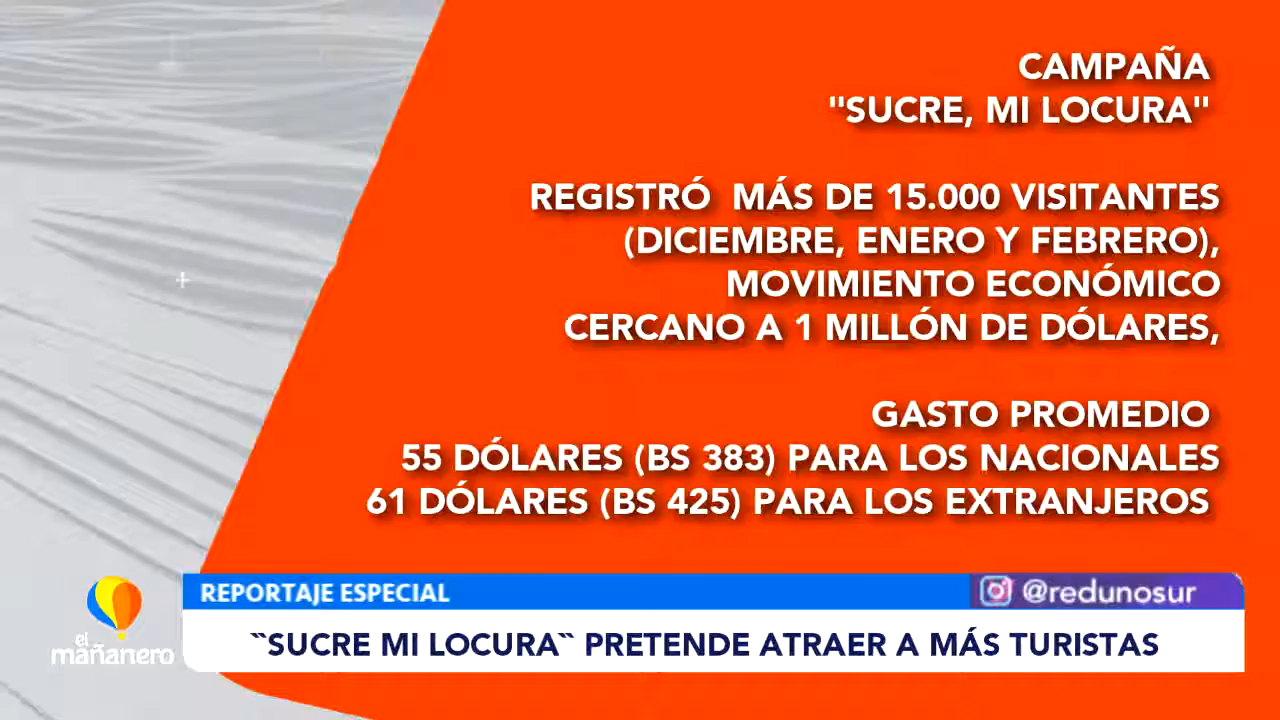 CAMPAÑA
"SUCRE, MI LOCURA"
REGISTRÓ MÁS DE 15.000 VISITANTES
(DICIEMBRE, ENERO Y FEBRERO),
MOVIMIENTO ECONÓMICO
CERCANO A 1 MILLÓN DE DÓLARES,
GASTO PROMEDIO
55 DÓLARES (BS 383) PARA LOS NACIONALES
61 DÓLARES (BS 425) PARA LOS EXTRANJEROS
REPORTAJE ESPECIAL
@redunosur
el
mañanero
``SUCRE MI LOCURA`` PRETENDE ATRAER A MÁS TURISTAS